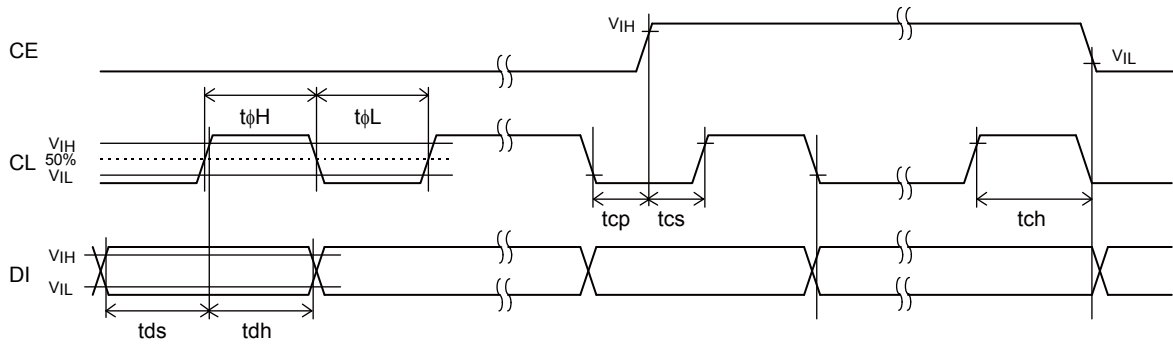 CE
VIH
VIL
tϕH
tϕL
CL
VIH
50%
VIL
tcp
tcs
tch
DI
VIH
VIL
tds
tdh